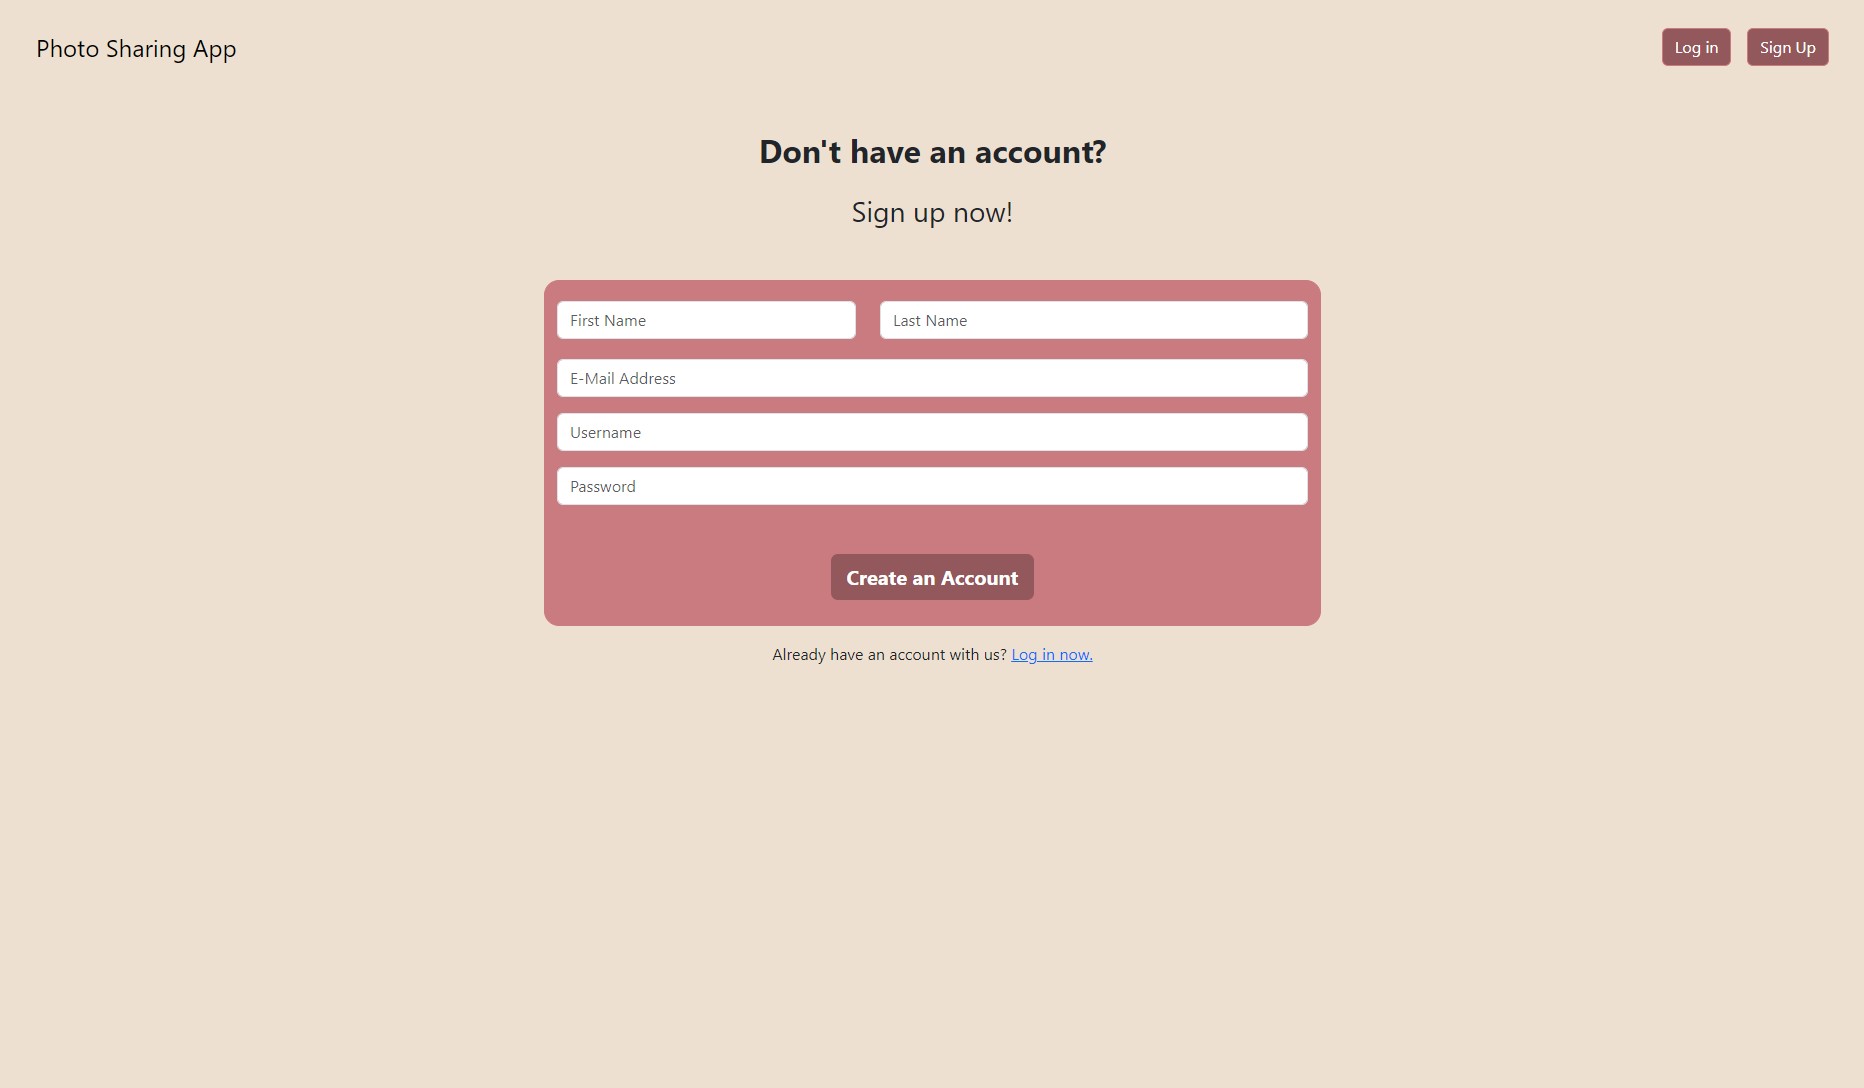 Photo Sharing App
Log in
Sign Up
Don't have an account?
Sign up now!
First Name
Last Name
E-Mail Address
Username
Password
Create an Account
Already have an account with us? Log in now.